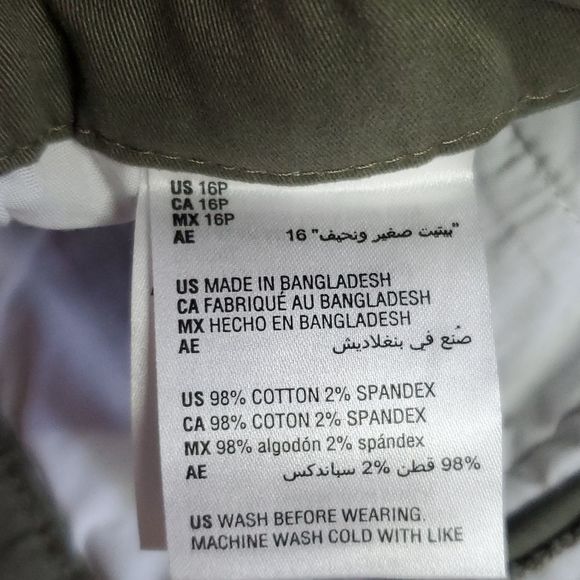 US 16P
CA 16P
MX 16P
AE 16 "بيتيت صغير ونحيف"
US MADE IN BANGLADESH
CA FABRIQUÉ AU BANGLADESH
MX HECHO EN BANGLADESH
AE صُنع في بنغلاديش
US 98% COTTON 2% SPANDEX
CA 98% COTON 2% SPANDEX
MX 98% algodón 2% spándex
AE 98% قطن 2% سباندكس
US WASH BEFORE WEARING.
MACHINE WASH COLD WITH LIKE